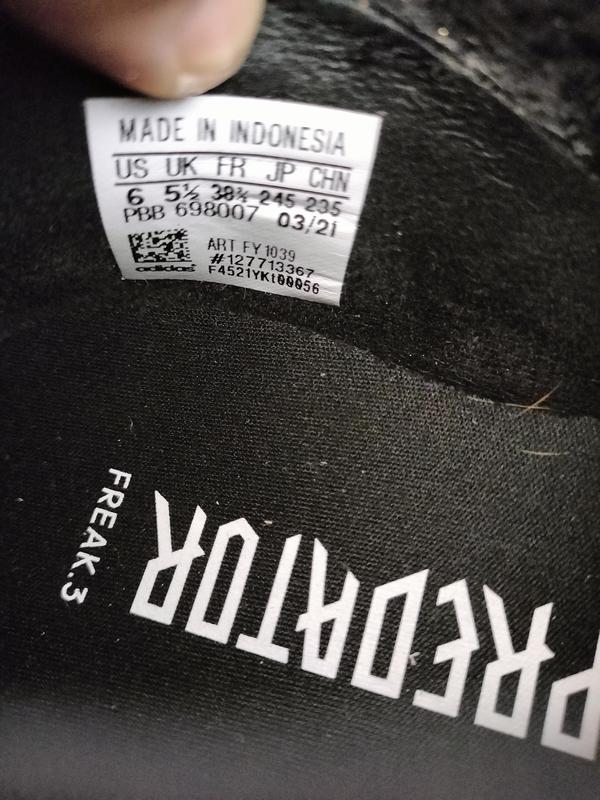 MADE IN INDONESIA
US UK FR JP CHN
6 5½ 38⅔ 245 235
PBB 698007 03/21
ART FY1039
#127713367
adidas F4521YKt00056
PREDATOR
FREAK.3